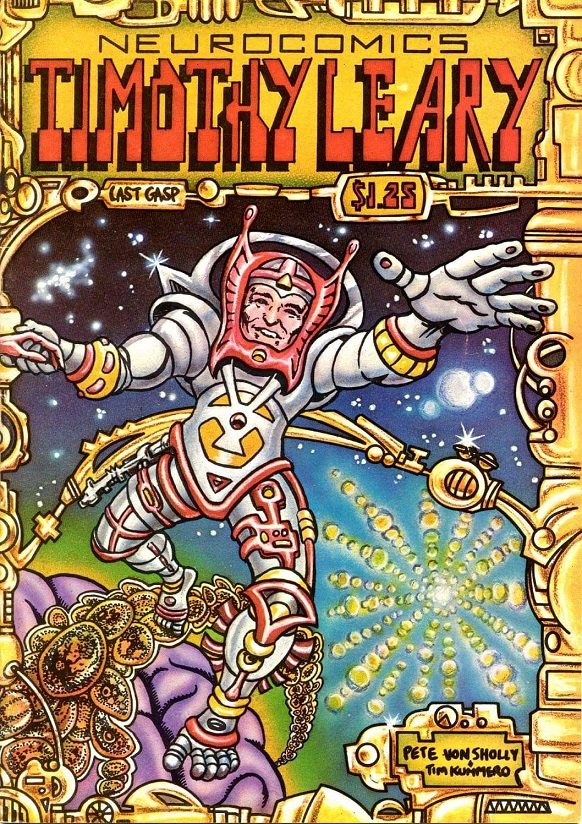 NEUROCOMICS
TIMOTHY LEARY
LAST GASP
$1.25
PETE VON SHOLLY
+
TIM KUMMERO